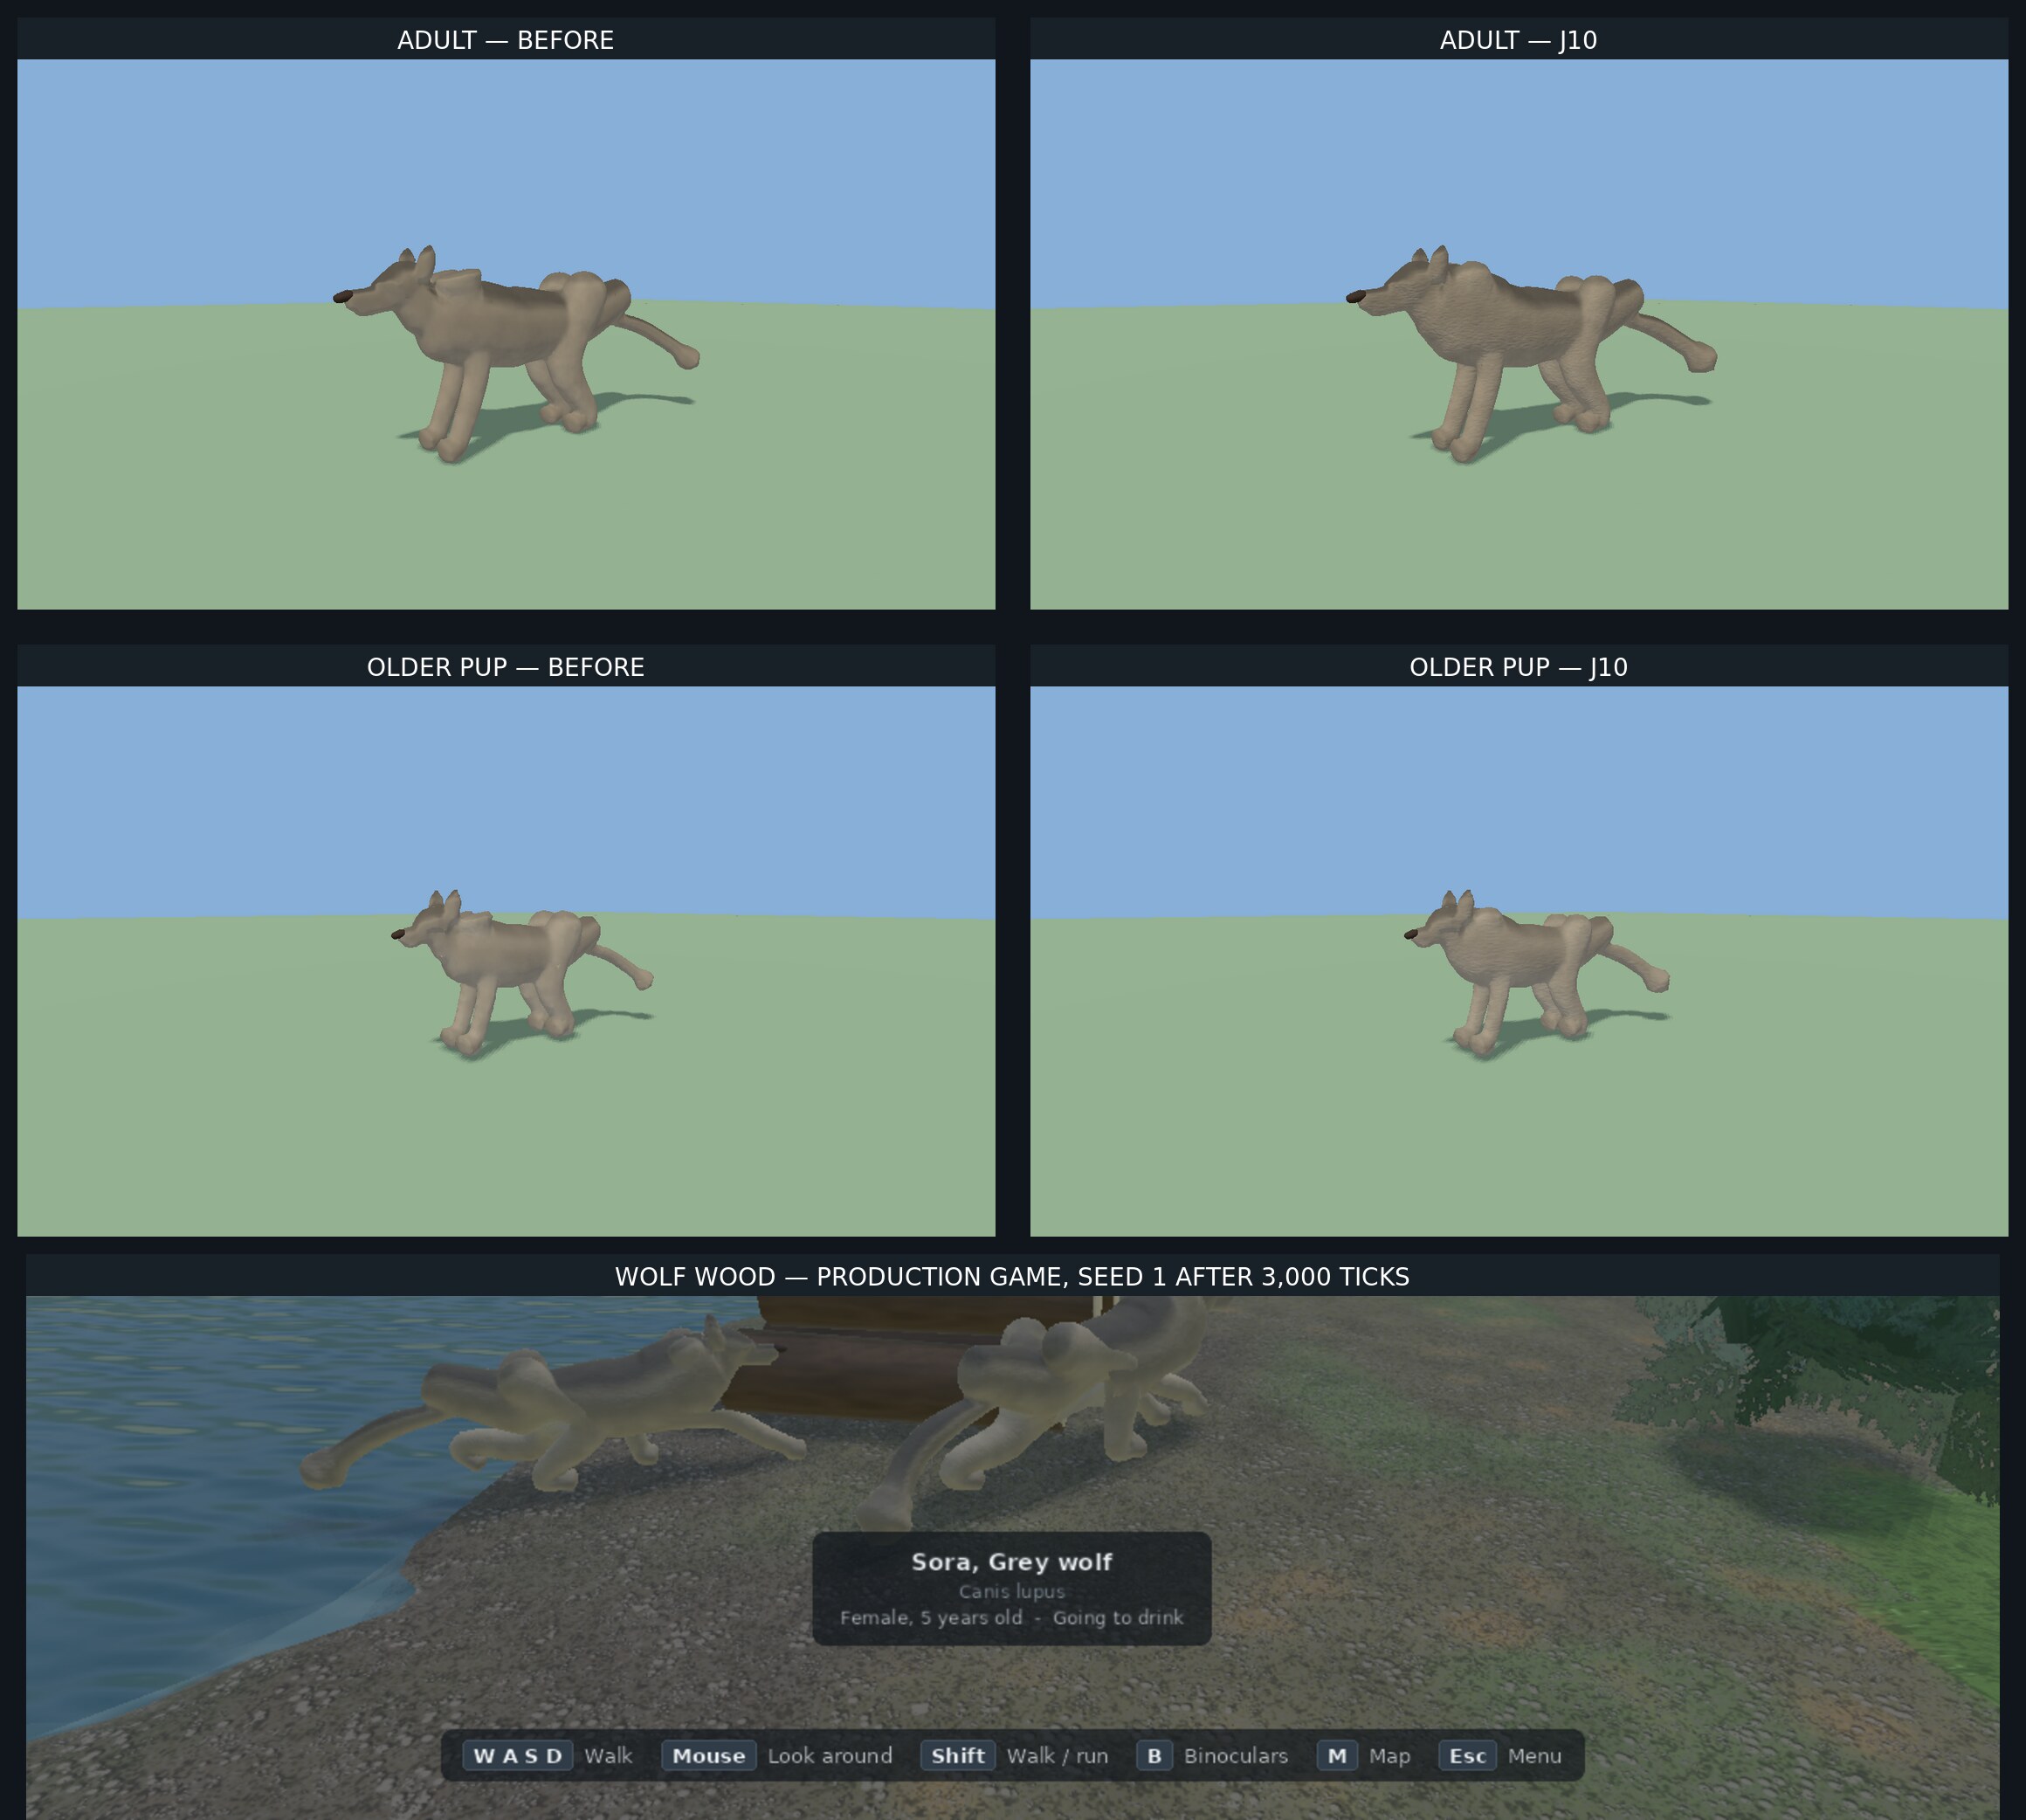 ADULT — BEFORE
ADULT — J10
OLDER PUP — BEFORE
OLDER PUP — J10
WOLF WOOD — PRODUCTION GAME, SEED 1 AFTER 3,000 TICKS
Sora, Grey wolf
Canis lupus
Female, 5 years old - Going to drink
W A S D Walk Mouse Look around Shift Walk / run B Binoculars M Map Esc Menu